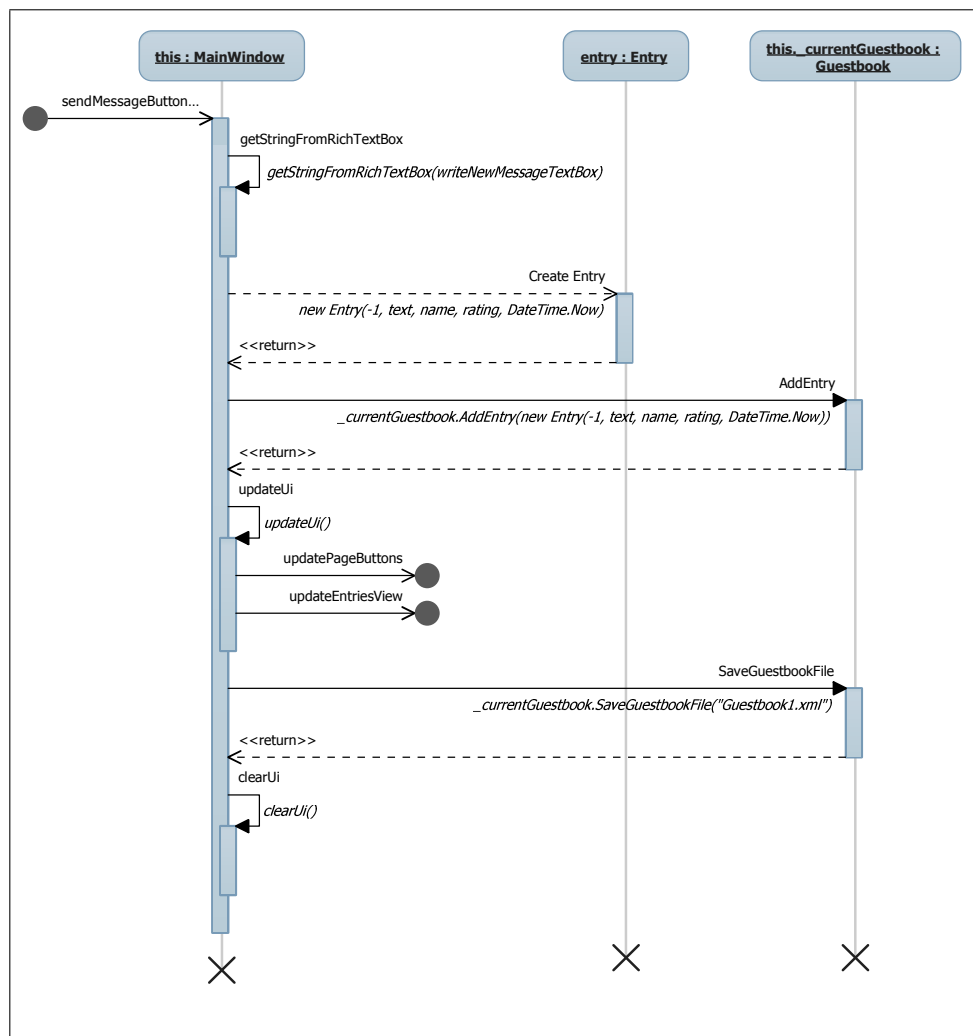 this : MainWindow
entry : Entry
this._currentGuestbook :
Guestbook
sendMessageButton...
getStringFromRichTextBox
getStringFromRichTextBox(writeNewMessageTextBox)
Create Entry
new Entry(-1, text, name, rating, DateTime.Now)
<<return>>
AddEntry
_currentGuestbook.AddEntry(new Entry(-1, text, name, rating, DateTime.Now))
<<return>>
updateUi
updateUi()
updatePageButtons
updateEntriesView
SaveGuestbookFile
_currentGuestbook.SaveGuestbookFile("Guestbook1.xml")
<<return>>
clearUi
clearUi()